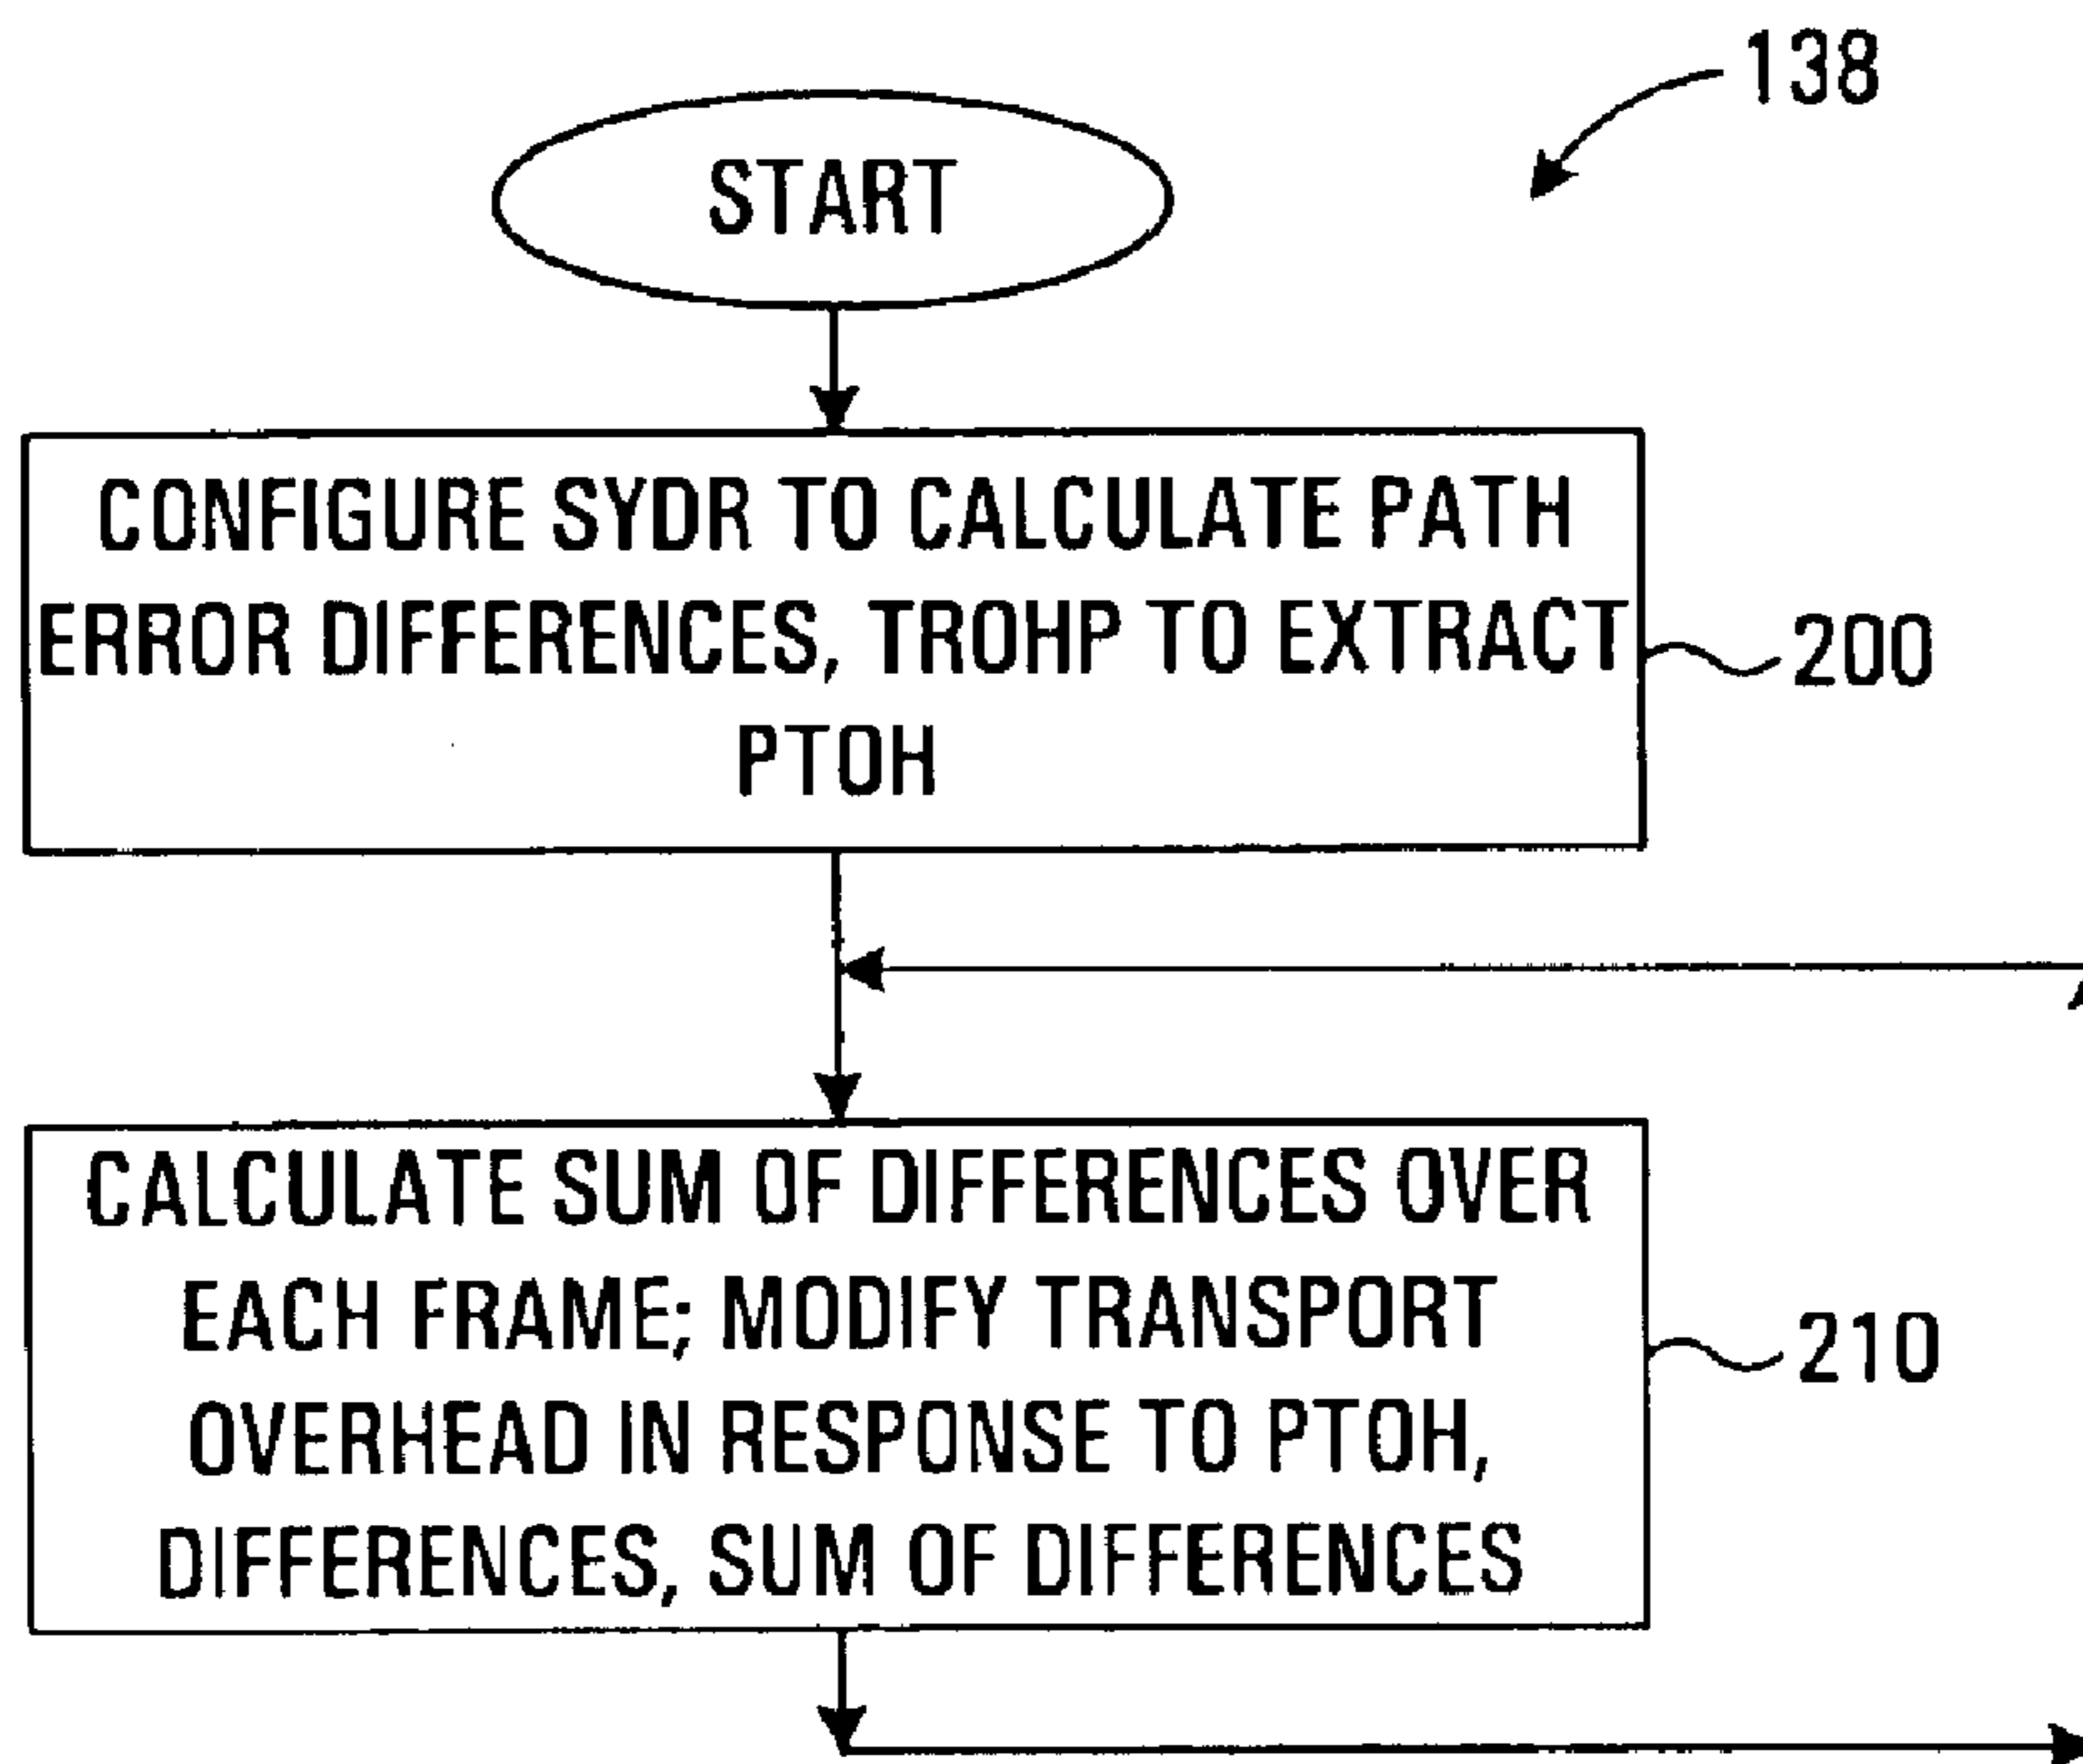 138
START
CONFIGURE SYDR TO CALCULATE PATH
ERROR DIFFERENCES, TROHP TO EXTRACT
PTOH
200
CALCULATE SUM OF DIFFERENCES OVER
EACH FRAME; MODIFY TRANSPORT
OVERHEAD IN RESPONSE TO PTOH,
DIFFERENCES, SUM OF DIFFERENCES
210